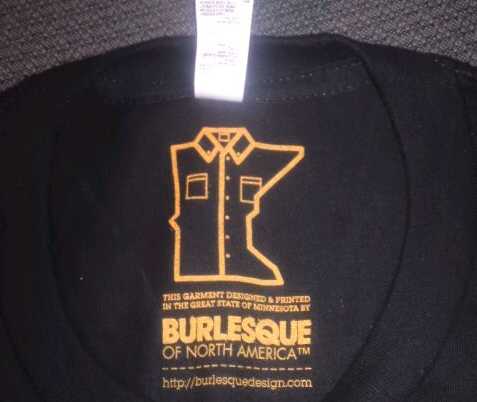 THIS GARMENT DESIGNED & PRINTED
IN THE GREAT STATE OF MINNESOTA BY
BURLESQUE
OF NORTH AMERICA™
http://burlesquedesign.com